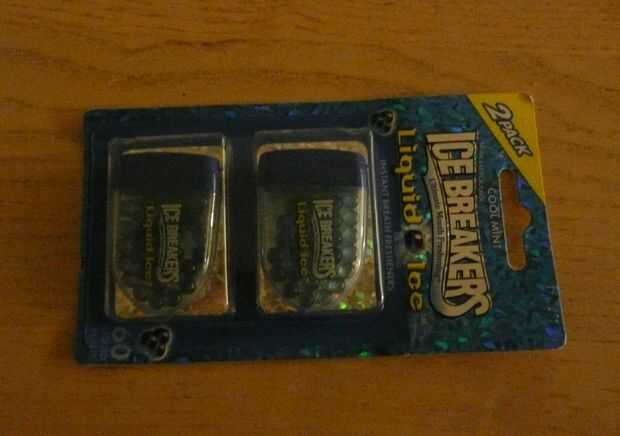 2 PACK
COOL MINT
ICE BREAKERS
Liquid Ice
INSTANT BREATH FRESHENER
ICE BREAKERS
Liquid Ice
ICE BREAKERS
Liquid Ice
60